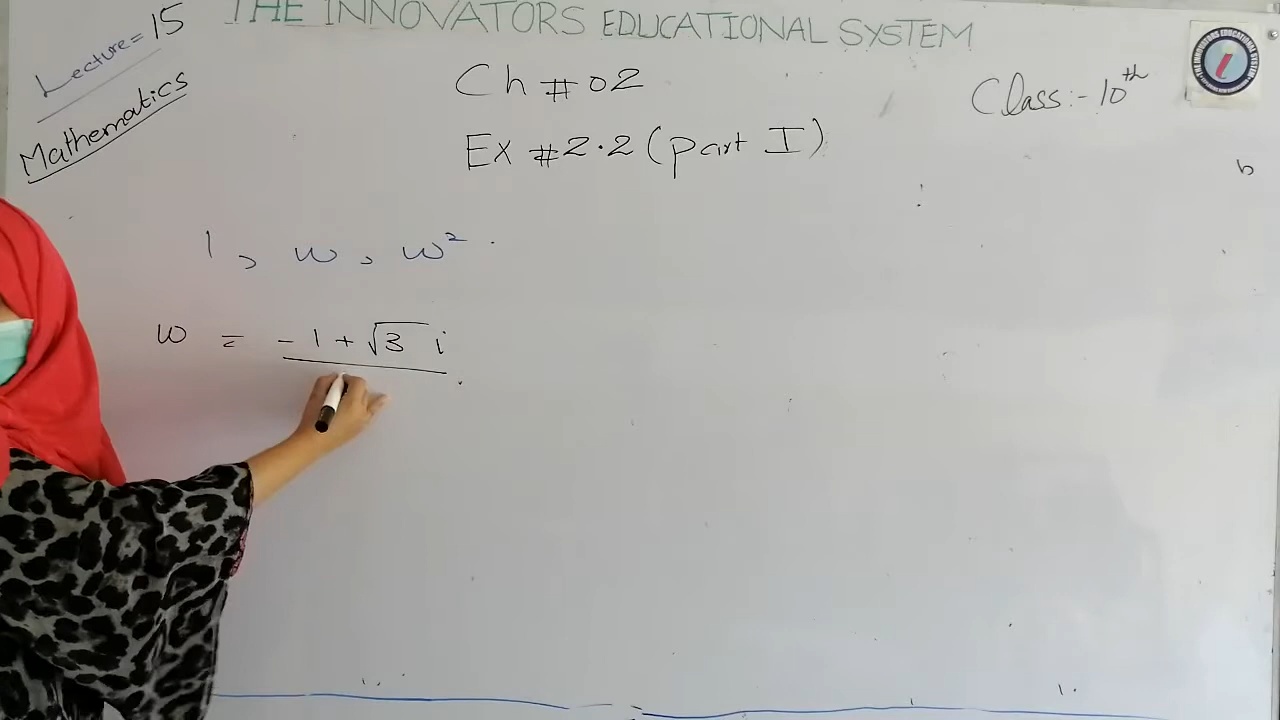 THE INNOVATORS EDUCATIONAL SYSTEM
Lecture = 15
Mathematics
Ch # 02
Class:- 10th
Ex # 2.2 (part I)
b
1 , w , w²
w = -1 + √3 i